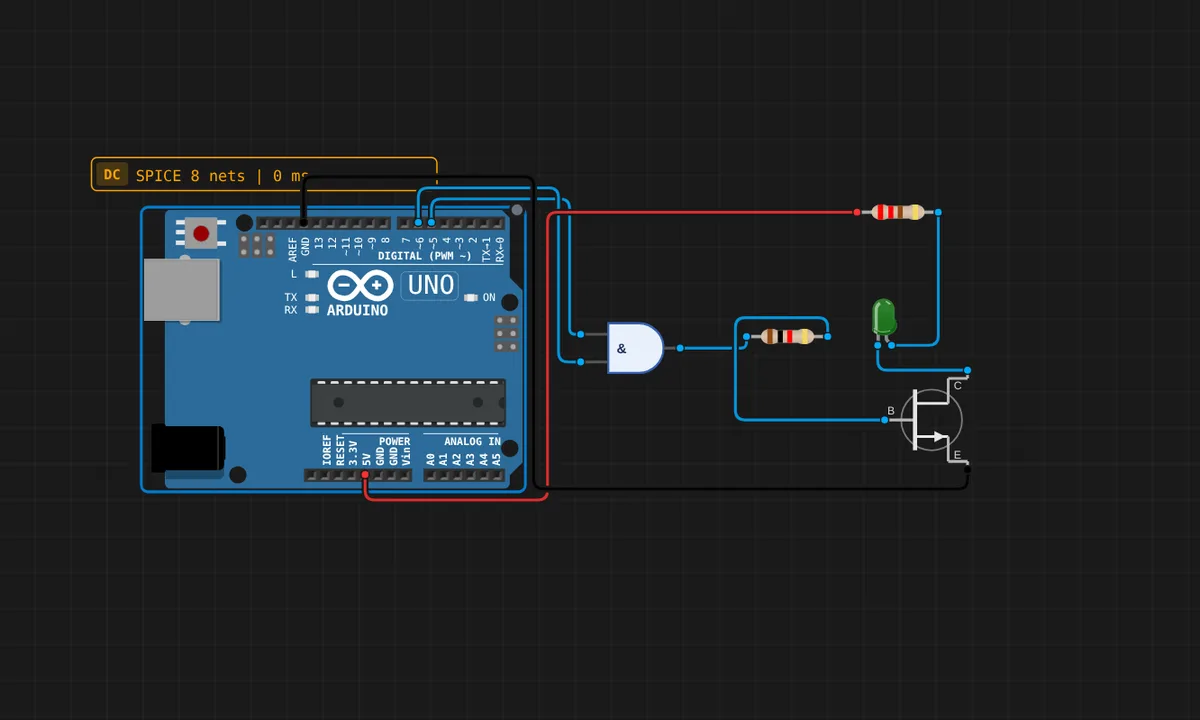 DC SPICE 8 nets | 0 ms
AREF GND 13 12 ~11 ~10 ~9 8 7 ~6 ~5 4 ~3 2 TX→1 RX←0
DIGITAL (PWM ~)
L
TX
RX
ARDUINO
UNO
ON
IOREF RESET 3.3V 5V GND GND Vin
POWER
ANALOG IN
A0 A1 A2 A3 A4 A5
&
B
C
E